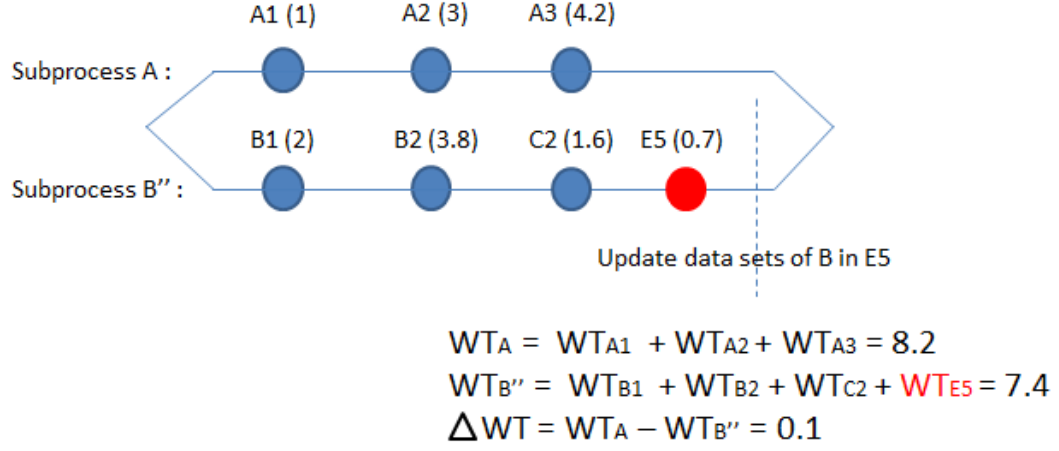 A1 (1) A2 (3) A3 (4.2)
Subprocess A :
B1 (2) B2 (3.8) C2 (1.6) E5 (0.7)
Subprocess B’’ :
Update data sets of B in E5
WTA = WTA1 + WTA2 + WTA3 = 8.2
WTB’’ = WTB1 + WTB2 + WTC2 + WTE5 = 7.4
ΔWT = WTA – WTB’’ = 0.1